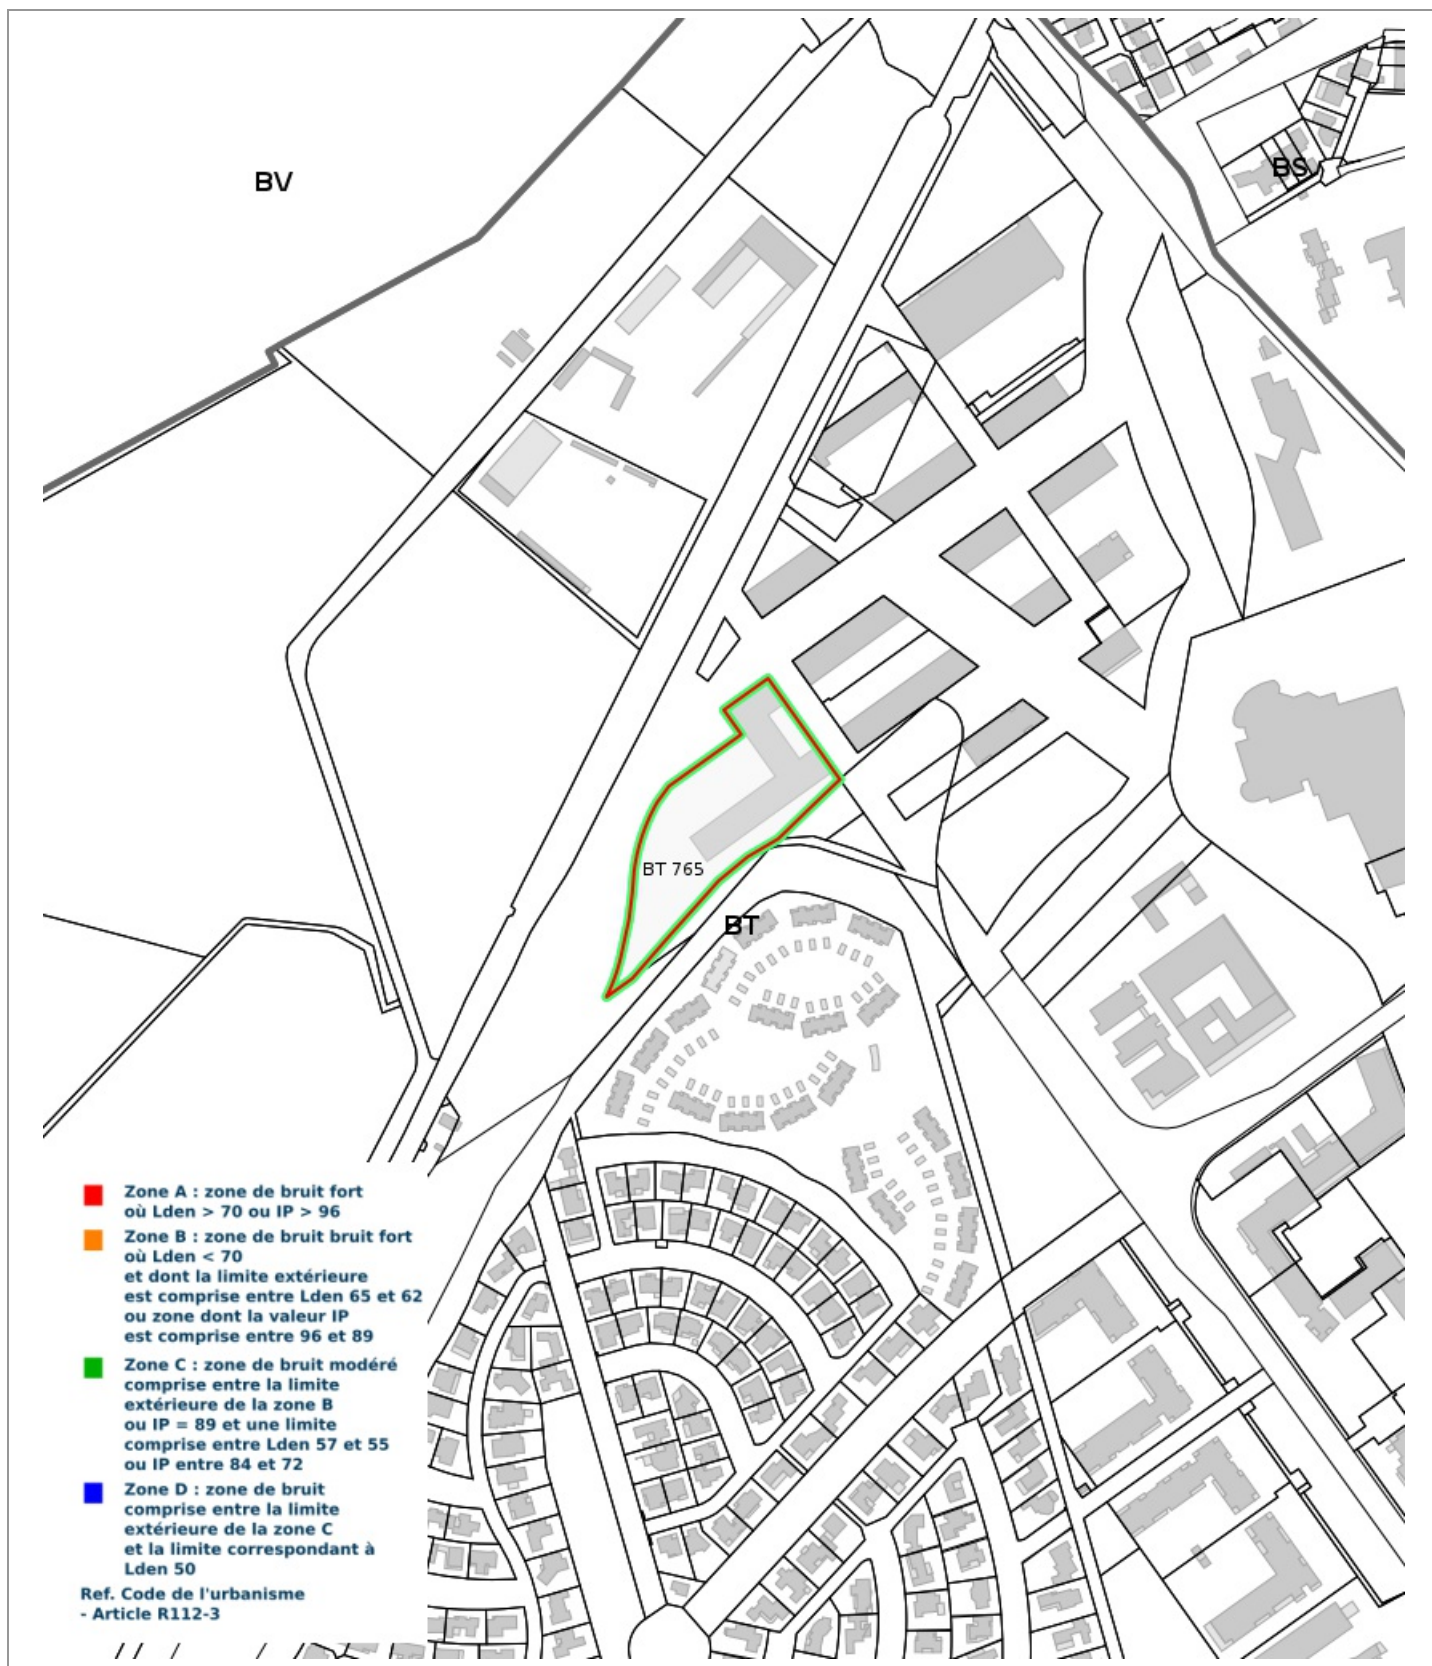 BV
BS
BT 765
BT
Zone A : zone de bruit fort
où Lden > 70 ou IP > 96
Zone B : zone de bruit bruit fort
où Lden < 70
et dont la limite extérieure
est comprise entre Lden 65 et 62
ou zone dont la valeur IP
est comprise entre 96 et 89
Zone C : zone de bruit modéré
comprise entre la limite
extérieure de la zone B
ou IP = 89 et une limite
comprise entre Lden 57 et 55
ou IP entre 84 et 72
Zone D : zone de bruit
comprise entre la limite
extérieure de la zone C
et la limite correspondant à
Lden 50
Ref. Code de l'urbanisme
- Article R112-3